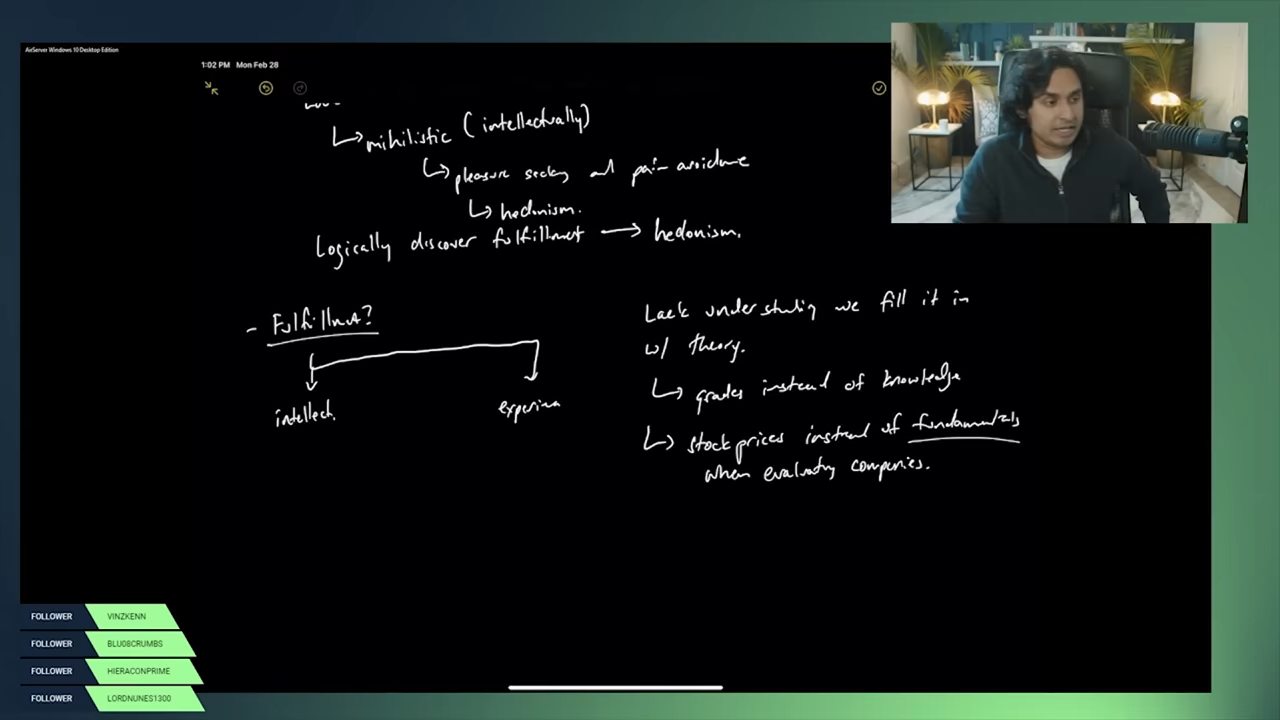 AirServer Windows 10 Desktop Edition
1:02 PM Mon Feb 28
↳ nihilistic (intellectually)
↳ pleasure seeking and pain avoidance
↳ hedonism.
Logically discover fulfillment → hedonism.
- Fulfillment?
intellect.
experience
Lack understanding we fill it in
w/ theory.
↳ grades instead of knowledge
↳ stock prices instead of fundamentals
when evaluating companies.
FOLLOWER VINZKENN
FOLLOWER BLU08CRUMBS
FOLLOWER HIERACONPRIME
FOLLOWER LORDNUNES1300